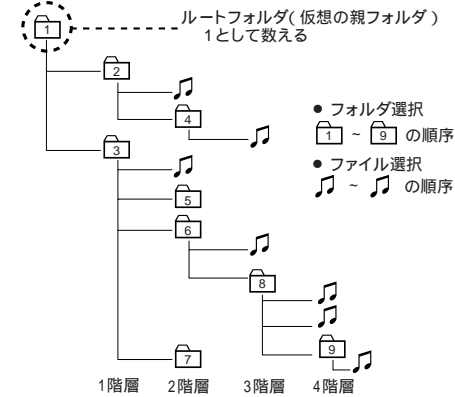 ルートフォルダ(仮想の親フォルダ)
1として数える
1
2
4
3
5
6
8
9
7
● フォルダ選択
1 ~ 9 の順序
● ファイル選択
♫ ~ ♫ の順序
1階層 2階層 3階層 4階層